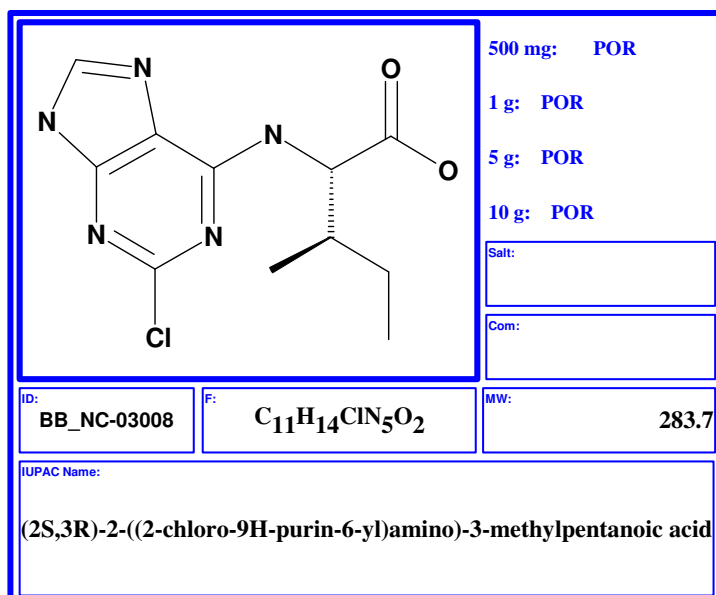 N
N
N
O
O
N
N
Cl
500 mg: POR
1 g: POR
5 g: POR
10 g: POR
Salt:
Com:
ID:
BB_NC-03008
F:
C11H14ClN5O2
MW:
283.7
IUPAC Name:
(2S,3R)-2-((2-chloro-9H-purin-6-yl)amino)-3-methylpentanoic acid